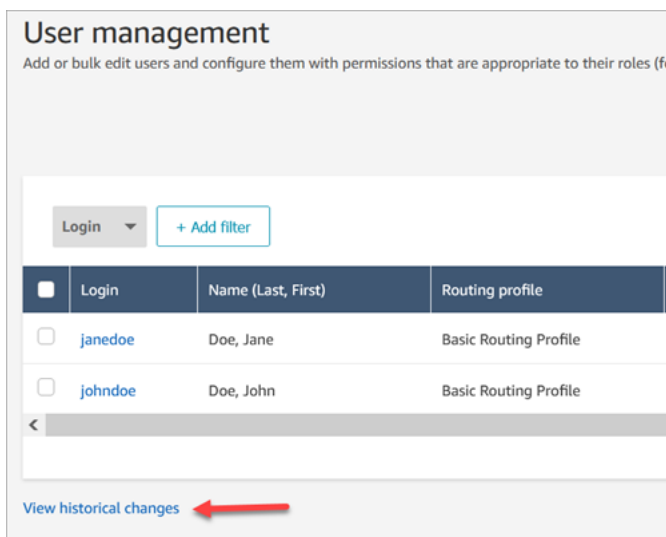 User management
Add or bulk edit users and configure them with permissions that are appropriate to their roles (f
Login
+ Add filter
Login Name (Last, First) Routing profile
janedoe Doe, Jane Basic Routing Profile
johndoe Doe, John Basic Routing Profile
View historical changes